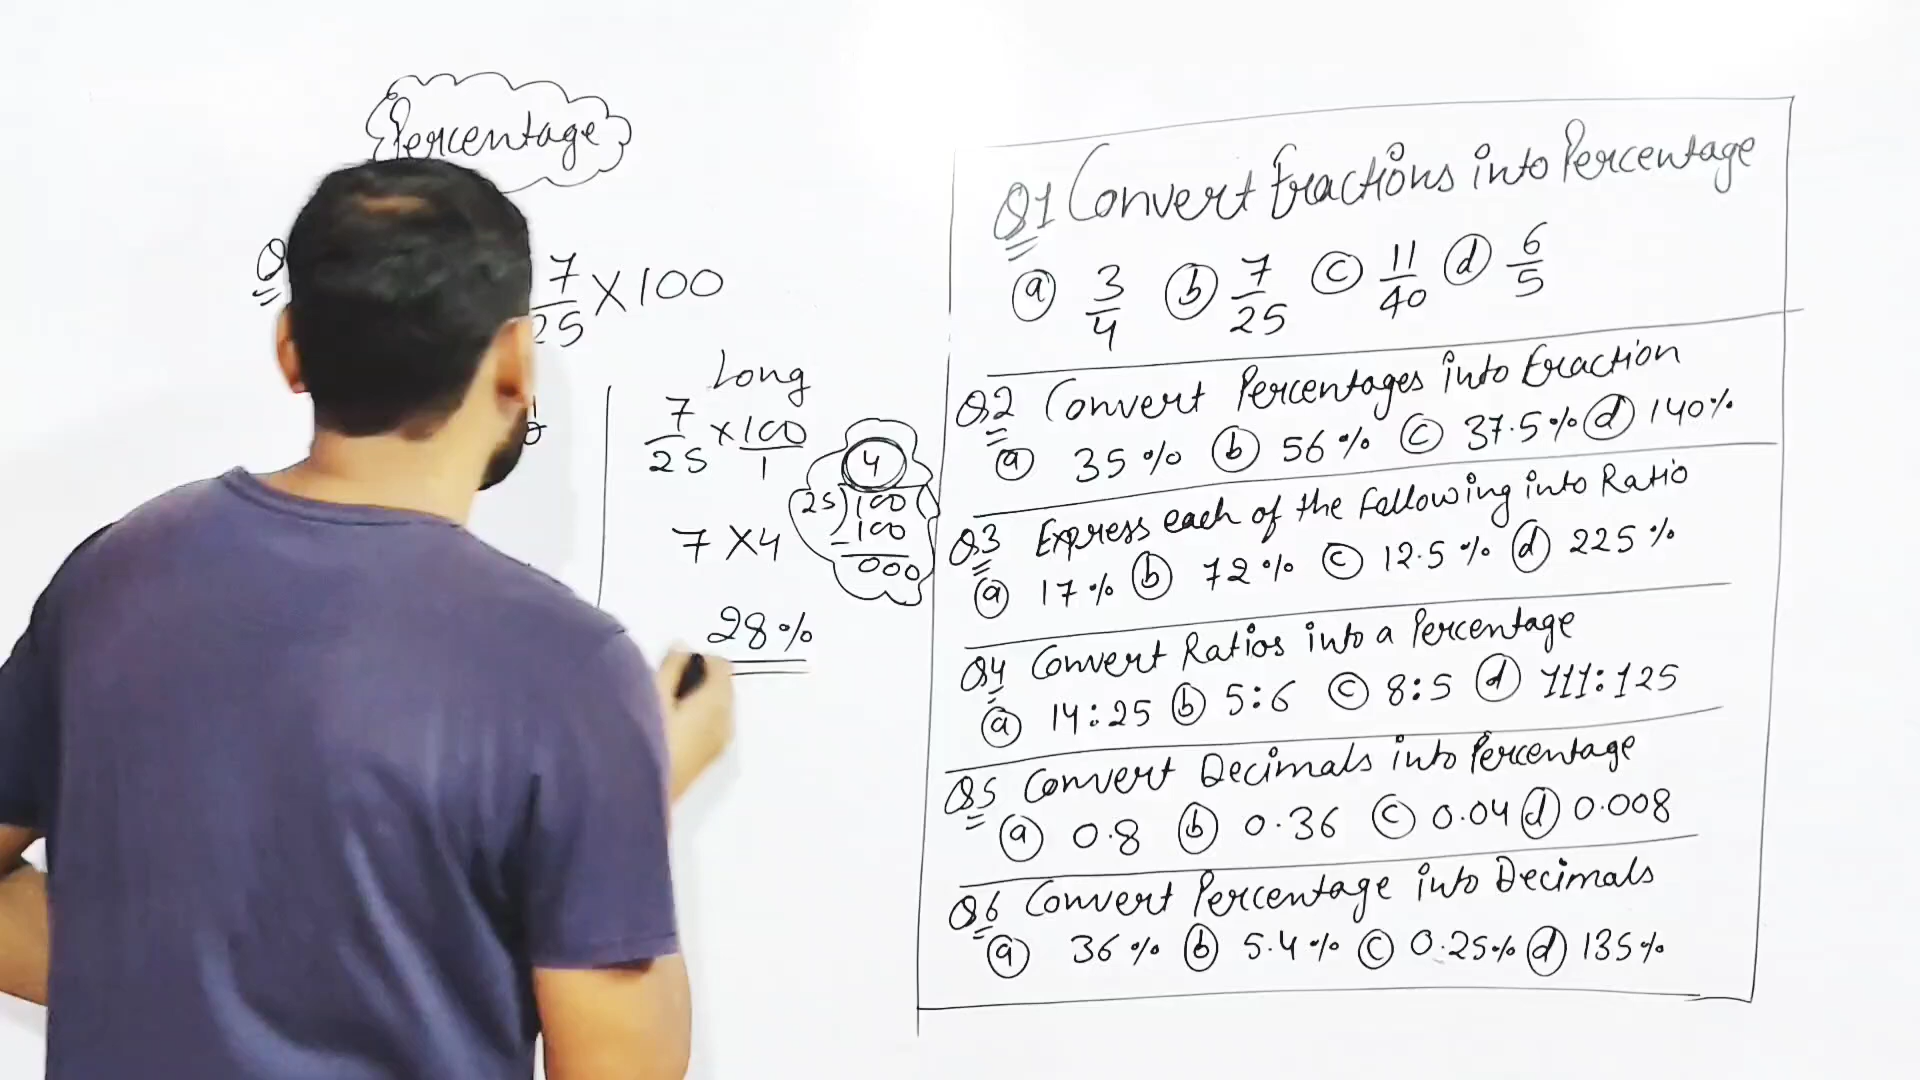 Percentage
Q
7/25 X 100
Long
7/25 × 100/1
4
25)100(
-100
000
7 X 4
28%
Q1 Convert Fractions into Percentage
(a) 3/4 (b) 7/25 (c) 11/40 (d) 6/5
Q2 Convert Percentages into Fraction
(a) 35% (b) 56% (c) 37.5% (d) 140%
Q3 Express each of the Following into Ratio
(a) 17% (b) 72% (c) 12.5% (d) 225%
Q4 Convert Ratios into a Percentage
(a) 14:25 (b) 5:6 (c) 8:5 (d) 111:125
Q5 Convert Decimals into Percentage
(a) 0.8 (b) 0.36 (c) 0.04 (d) 0.008
Q6 Convert Percentage into Decimals
(a) 36% (b) 5.4% (c) 0.25% (d) 135%